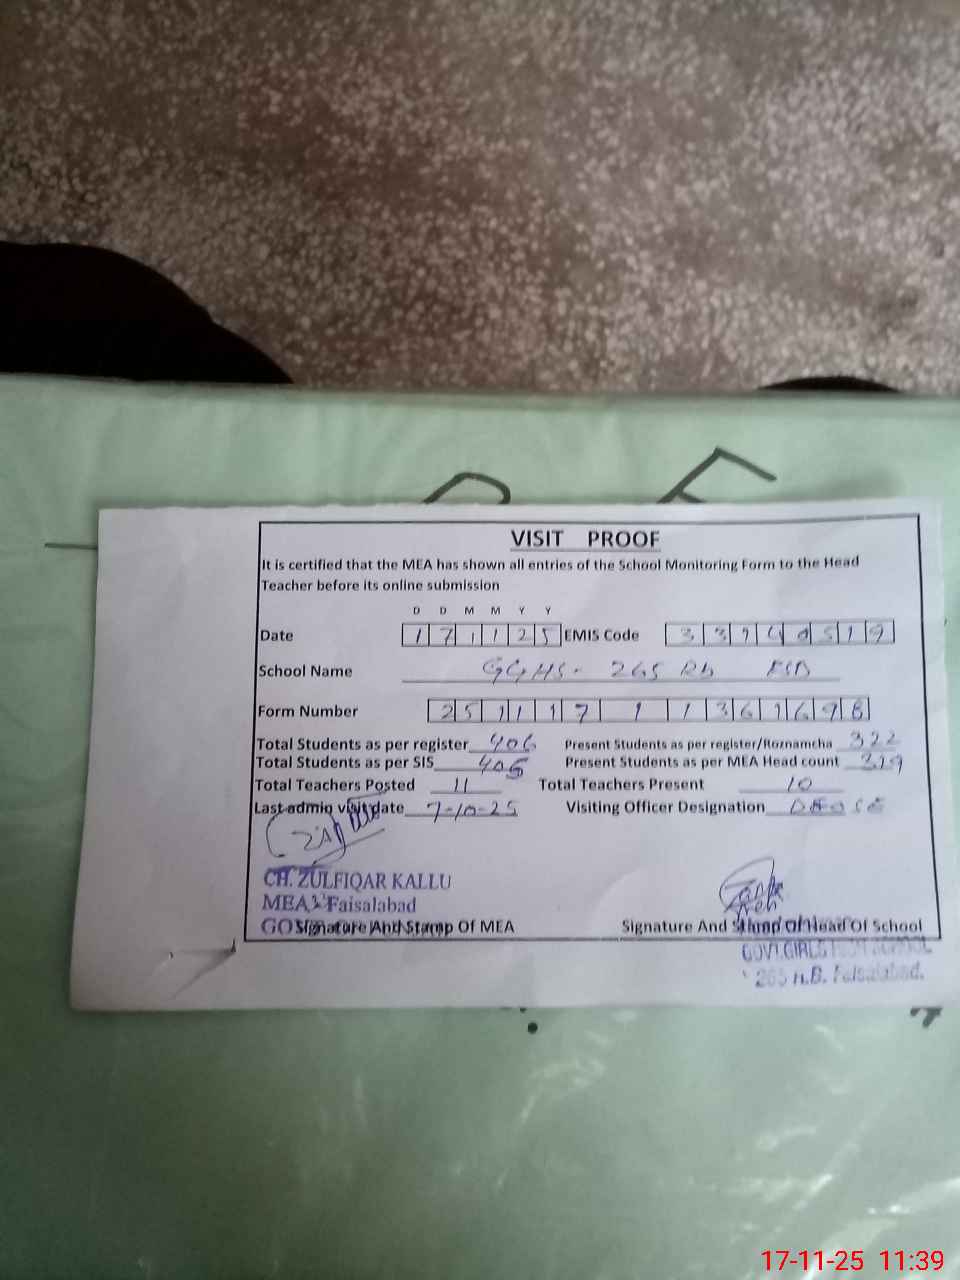 VISIT PROOF
It is certified that the MEA has shown all entries of the School Monitoring Form to the Head
Teacher before its online submission
D D M M Y Y
Date 1 7 1 1 2 5 EMIS Code 3 3 1 4 0 5 1 9
School Name GGHS- 265 Rb FSD
Form Number 2 5 1 1 1 7 1 1 3 6 1 6 9 8
Total Students as per register 406 Present Students as per register/Roznamcha 322
Total Students as per SIS 405 Present Students as per MEA Head count 319
Total Teachers Posted 11 Total Teachers Present 10
Last admin visit date 7-10-25 Visiting Officer Designation
CH. ZULFIQAR KALLU
MEA Faisalabad
Signature And Stamp Of MEA Signature And Stamp Of Head Of School
GOVT.GIRLS HIGH SCHOOL
265 R.B. Faisalabad.
17-11-25 11:39